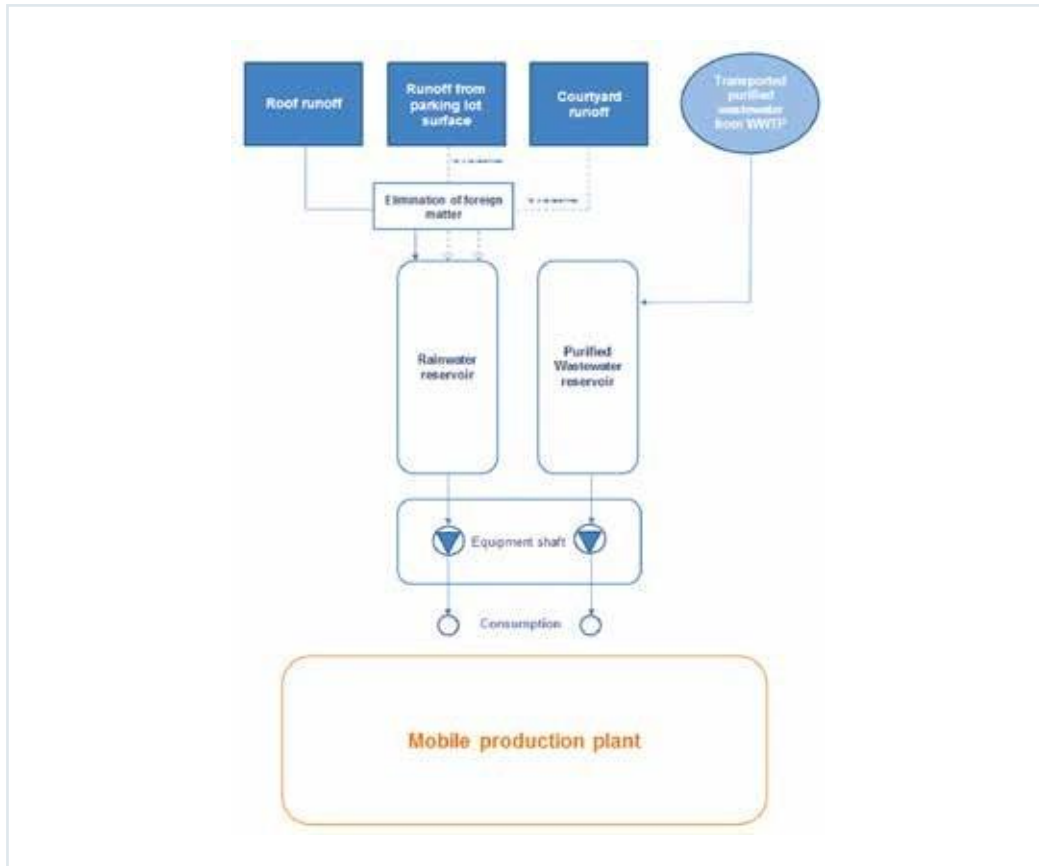 Roof runoff
Runoff from
parking lot
surface
Courtyard
runoff
Transported
purified
wastewater
from WWTP
Elimination of foreign
matter
Rainwater
reservoir
Purified
Wastewater
reservoir
Equipment shaft
Consumption
Mobile production plant